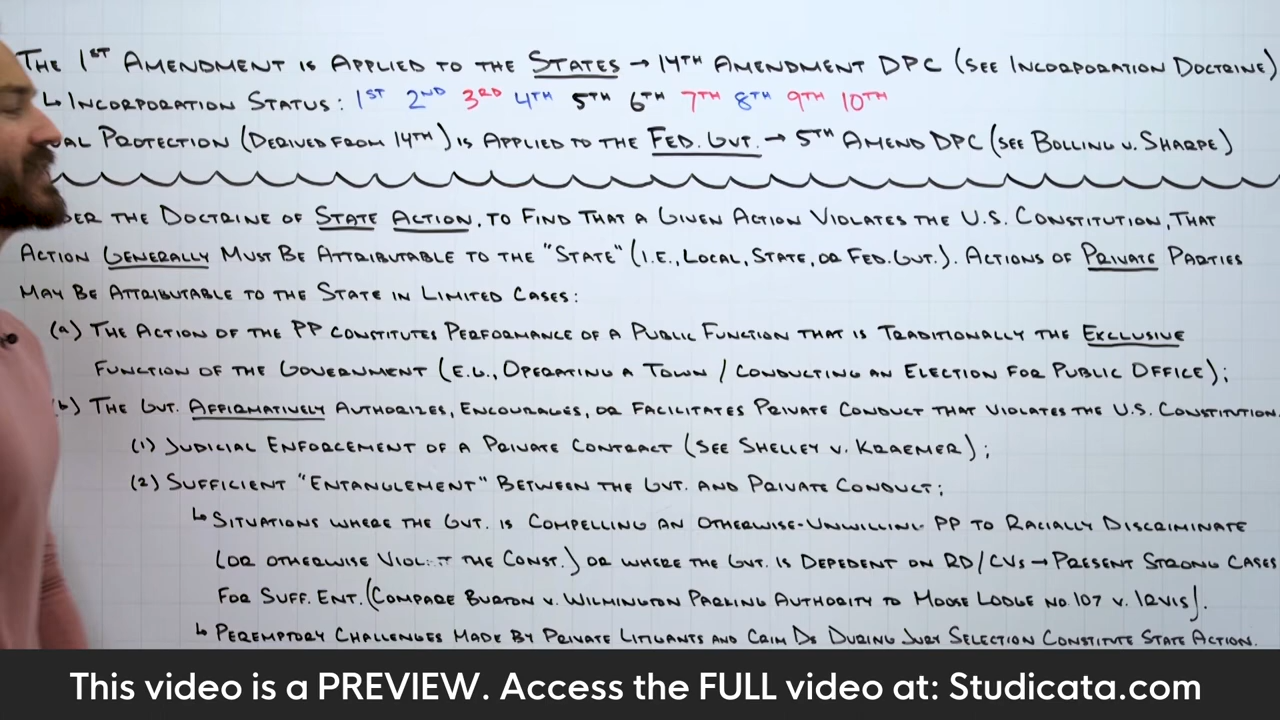 THE 1ST AMENDMENT IS APPLIED TO THE STATES → 14TH AMENDMENT DPC (SEE INCORPORATION DOCTRINE)
↳ INCORPORATION STATUS: 1ST 2ND 3RD 4TH 5TH 6TH 7TH 8TH 9TH 10TH
PROTECTION (DERIVED FROM 14TH) IS APPLIED TO THE FED. GVT. → 5TH AMEND DPC (SEE BOLLING V. SHARPE)
THE DOCTRINE OF STATE ACTION, TO FIND THAT A GIVEN ACTION VIOLATES THE U.S. CONSTITUTION, THAT
ACTION GENERALLY MUST BE ATTRIBUTABLE TO THE "STATE" (I.E., LOCAL, STATE, OR FED. GVT.). ACTIONS OF PRIVATE PARTIES
MAY BE ATTRIBUTABLE TO THE STATE IN LIMITED CASES:
(a) THE ACTION OF THE PP CONSTITUTES PERFORMANCE OF A PUBLIC FUNCTION THAT IS TRADITIONALLY THE EXCLUSIVE
FUNCTION OF THE GOVERNMENT (E.G., OPERATING A TOWN / CONDUCTING AN ELECTION FOR PUBLIC OFFICE);
(b) THE GVT. AFFIRMATIVELY AUTHORIZES, ENCOURAGES, OR FACILITATES PRIVATE CONDUCT THAT VIOLATES THE U.S. CONSTITUTION.
(1) JUDICIAL ENFORCEMENT OF A PRIVATE CONTRACT (SEE SHELLEY V. KRAEMER);
(2) SUFFICIENT "ENTANGLEMENT" BETWEEN THE GVT. AND PRIVATE CONDUCT;
↳ SITUATIONS WHERE THE GVT. IS COMPELLING AN OTHERWISE-UNWILLING PP TO RACIALLY DISCRIMINATE
(OR OTHERWISE THE CONST.) OR WHERE THE GVT. IS DEPEDENT ON RD/CVS → PRESENT STRONG CASES
FOR SUFF. ENT. (COMPARE BURTON V. WILMINGTON PARKING AUTHORITY TO MOOSE LODGE NO. 107 V. IRVIS).
↳ PEREMPTORY CHALLENGES MADE BY PRIVATE LITIGANTS AND CRIM DS DURING JURY SELECTION CONSTITUTE STATE ACTION.
This video is a PREVIEW. Access the FULL video at: Studicata.com